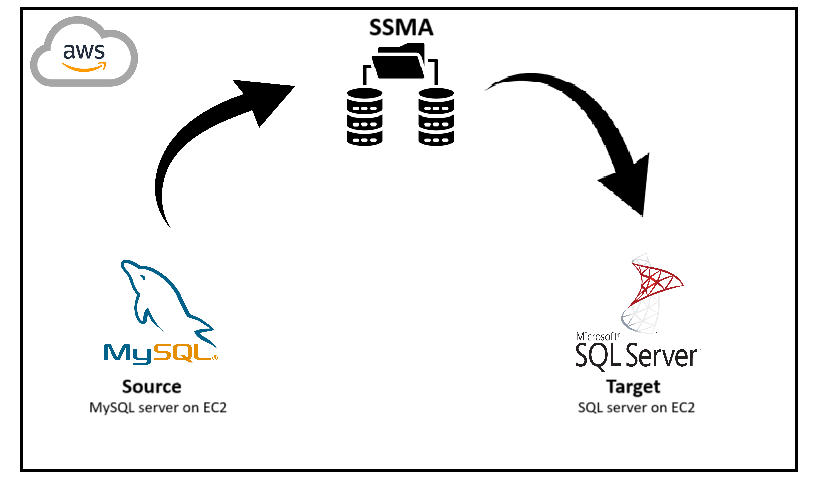 SSMA
aws
MySQL®
Source
MySQL server on EC2
Microsoft®
SQL Server
Target
SQL server on EC2